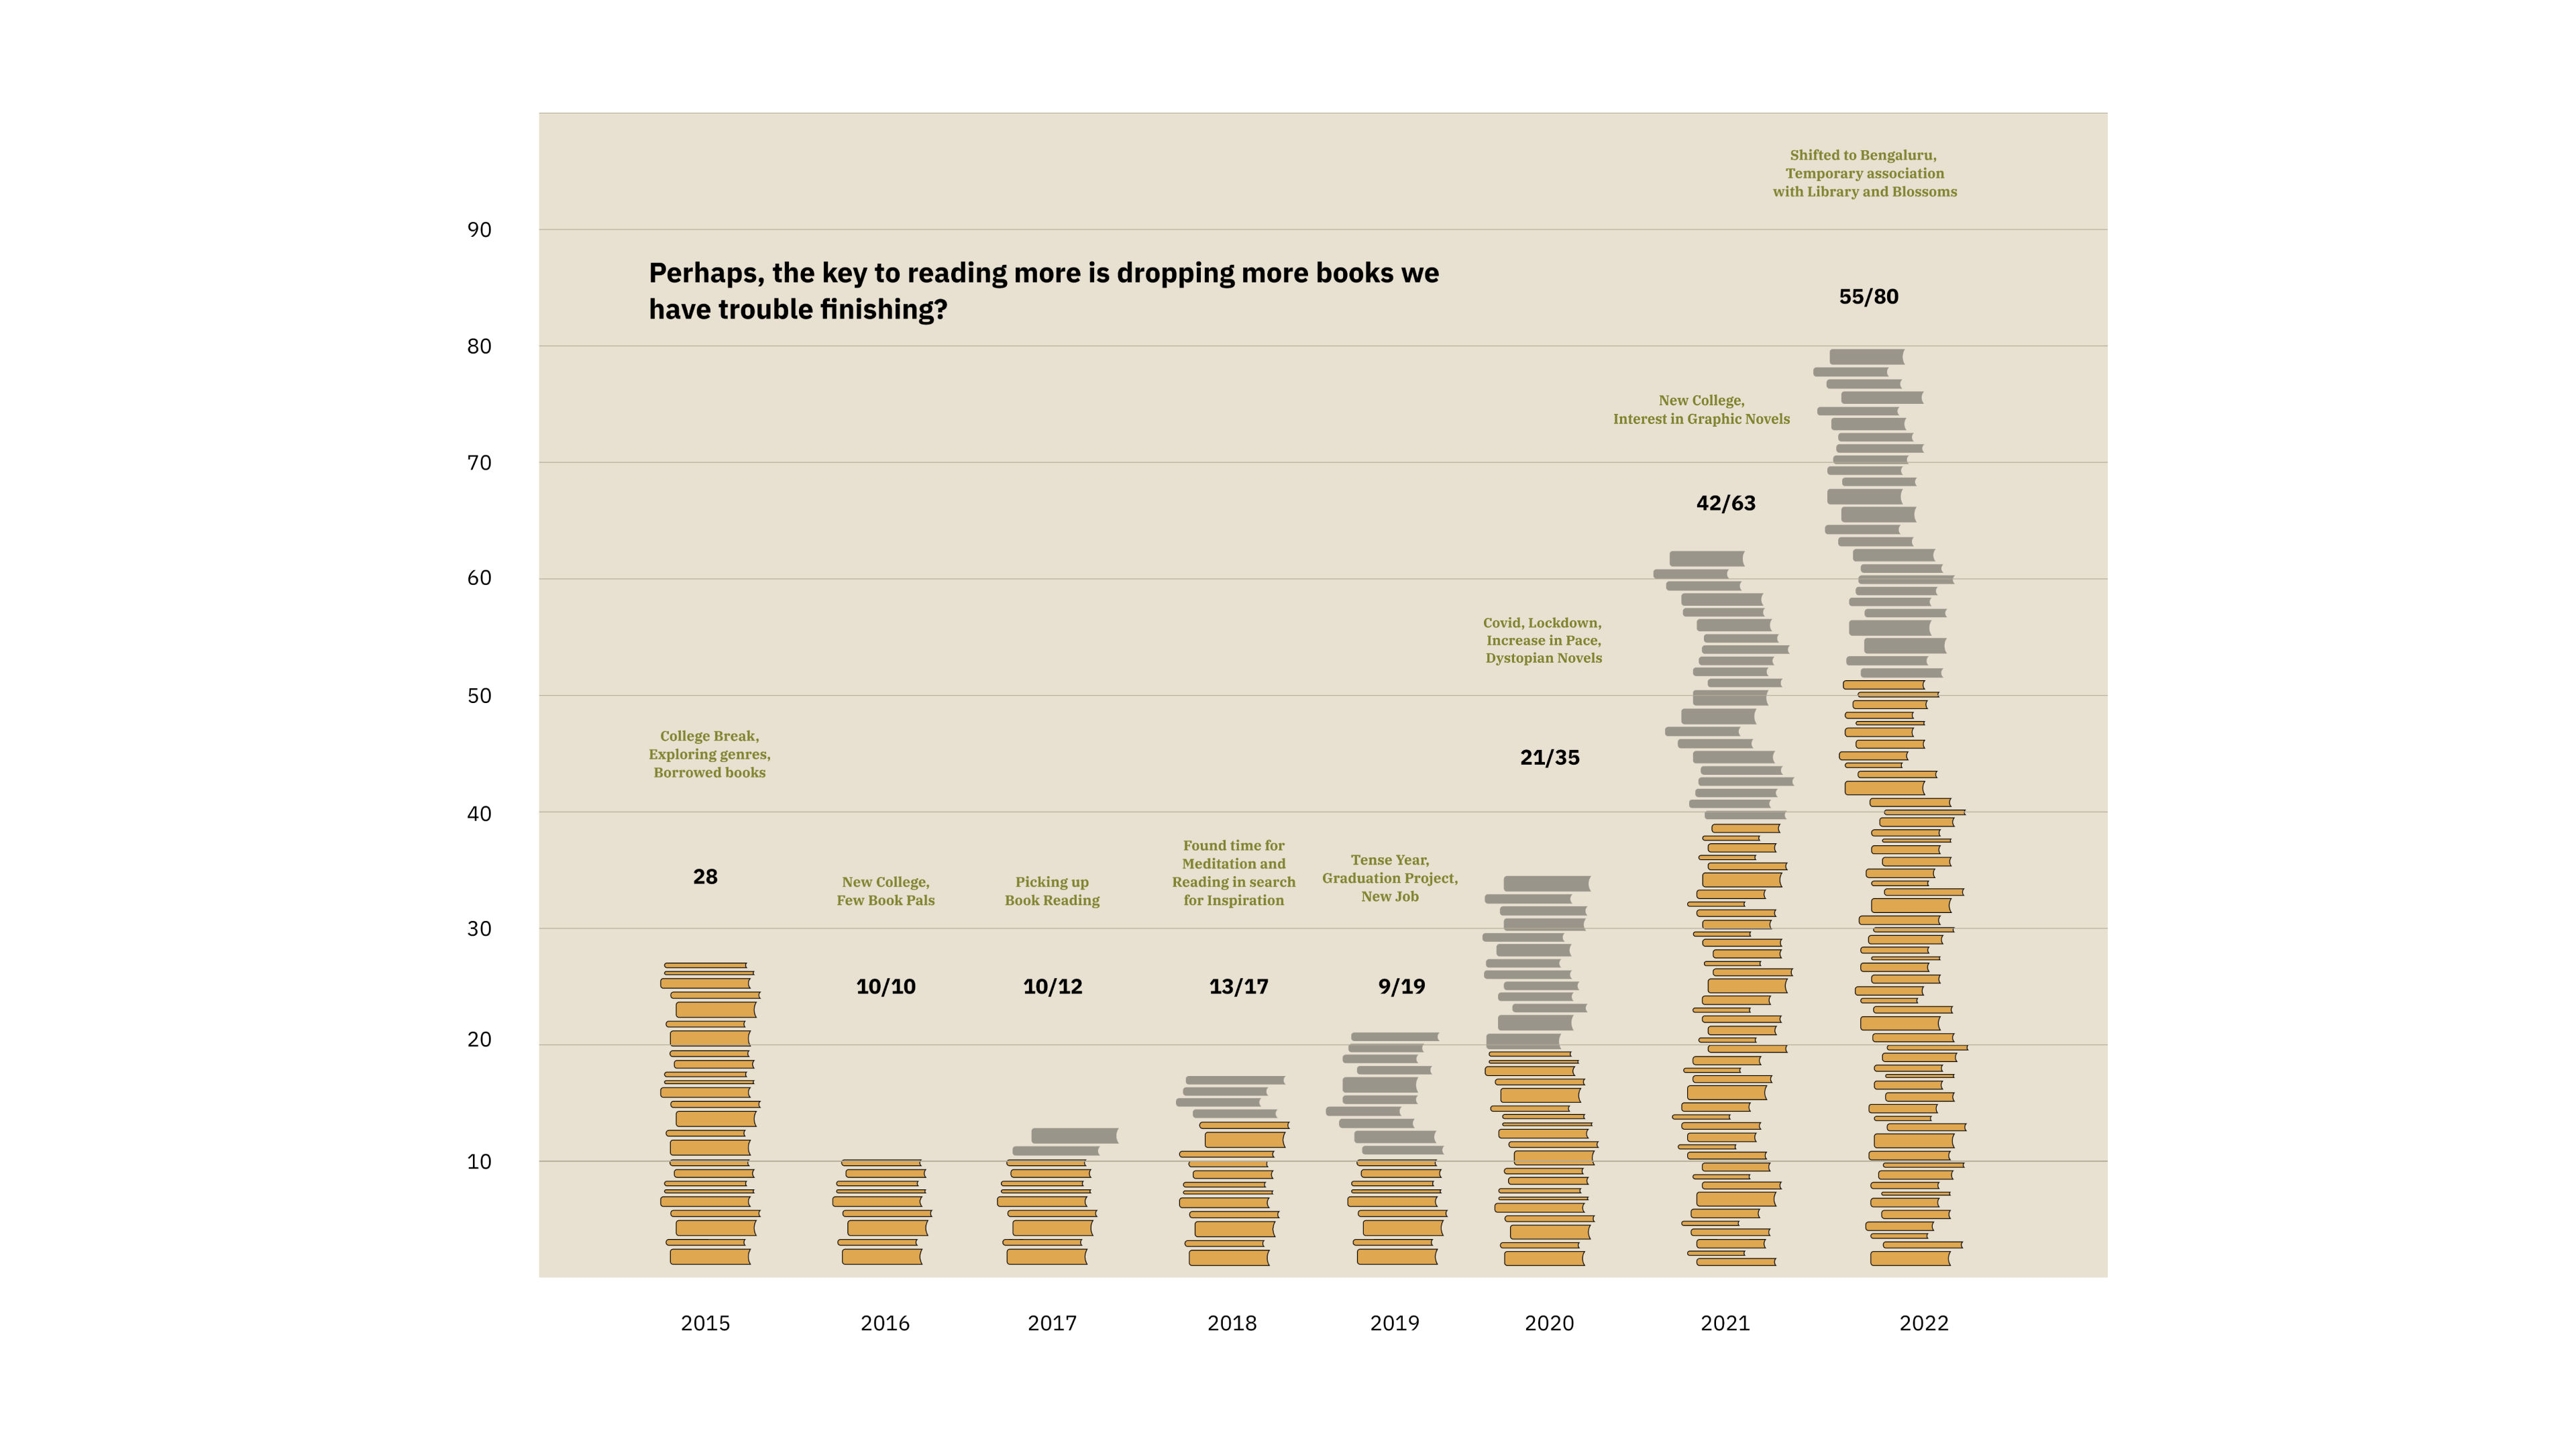 Shifted to Bengaluru,
Temporary association
with Library and Blossoms
90
Perhaps, the key to reading more is dropping more books we
have trouble finishing?
55/80
80
New College,
Interest in Graphic Novels
70
42/63
60
Covid, Lockdown,
Increase in Pace,
Dystopian Novels
50
College Break,
Exploring genres,
Borrowed books
21/35
40
28
New College,
Few Book Pals
Picking up
Book Reading
Found time for
Meditation and
Reading in search
for Inspiration
Tense Year,
Graduation Project,
New Job
30
10/10
10/12
13/17
9/19
20
10
2015
2016
2017
2018
2019
2020
2021
2022